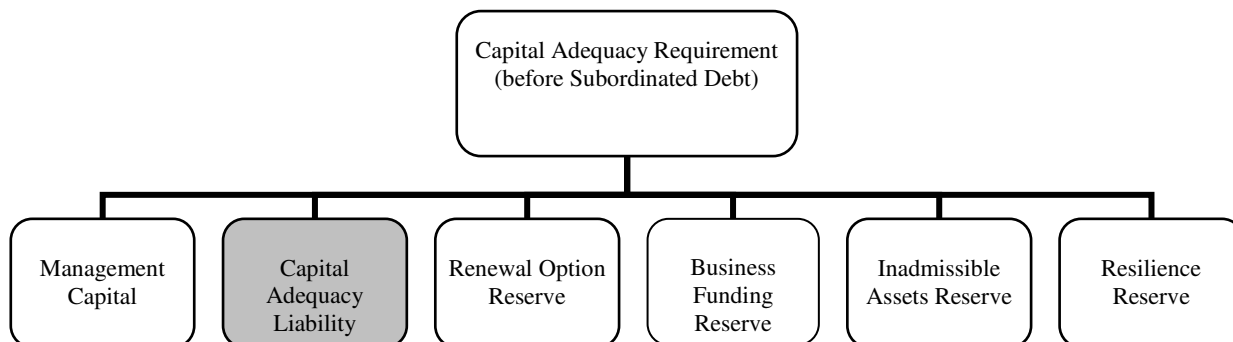 Capital Adequacy Requirement
(before Subordinated Debt)
Management
Capital
Capital
Adequacy
Liability
Renewal Option
Reserve
Business
Funding
Reserve
Inadmissible
Assets Reserve
Resilience
Reserve